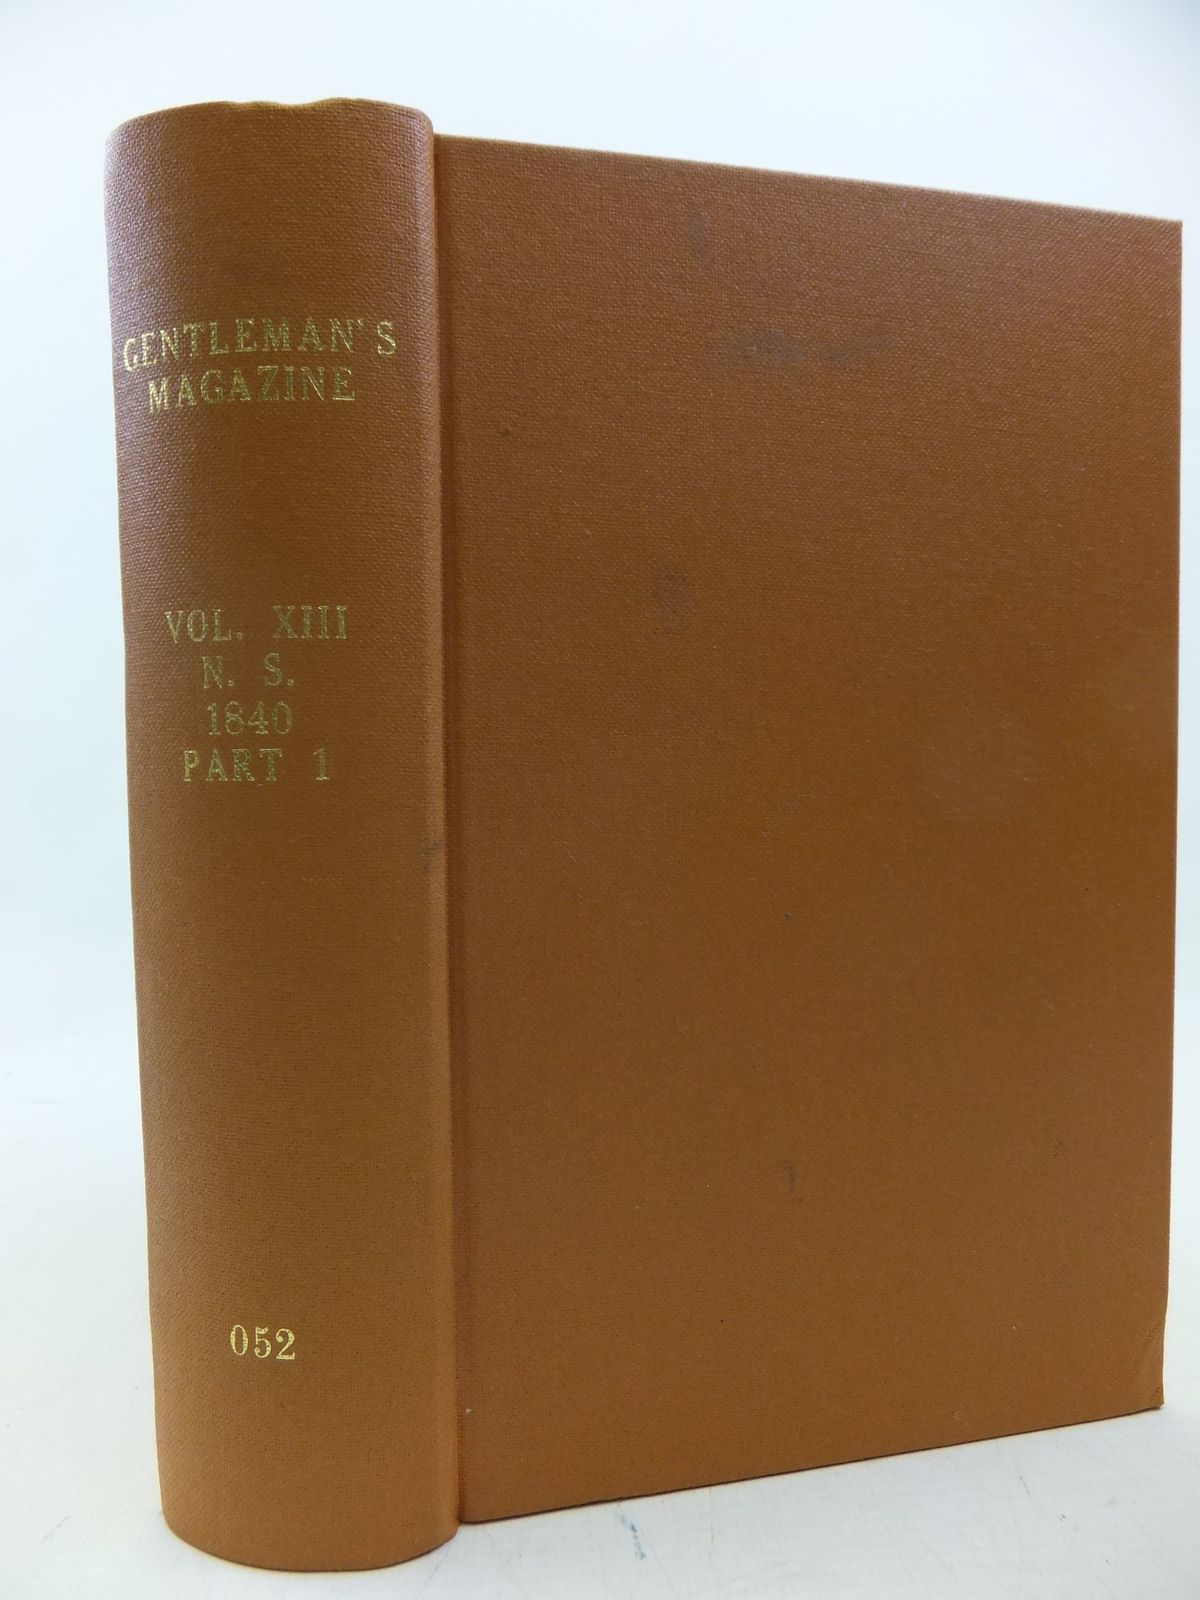 GENTLEMAN'S
MAGAZINE
VOL. XIII
N. S.
1840
PART 1
052